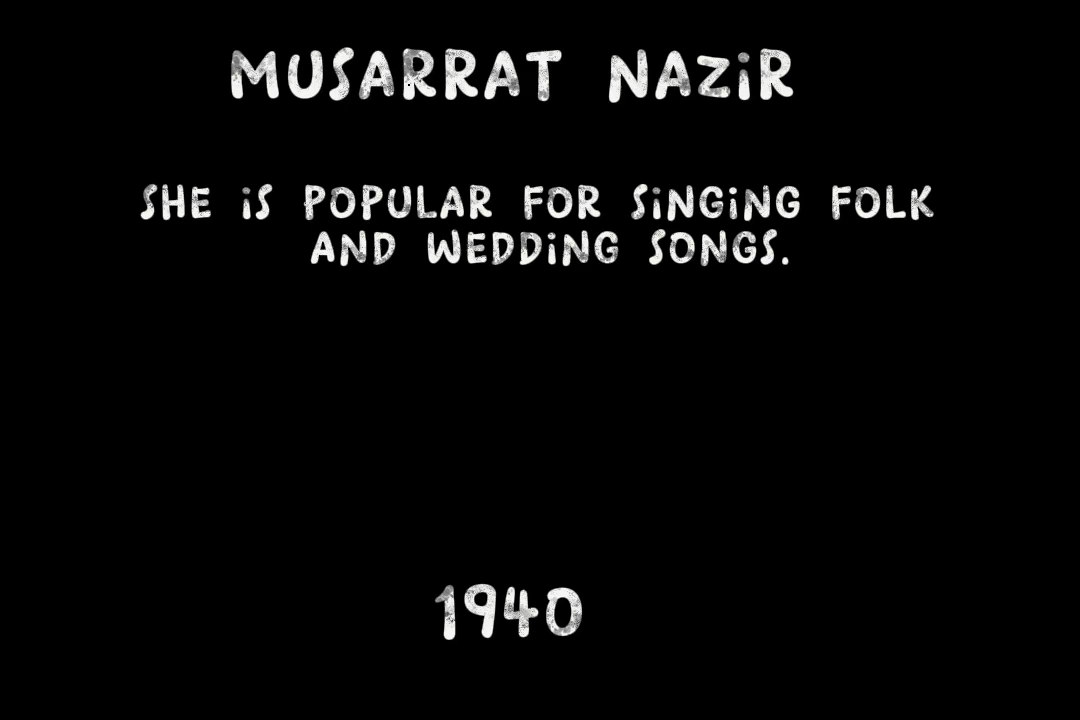 MUSARRAT NAZiR
SHE iS POPULAR FOR SiNGiNG FOLK
AND WEDDiNG SONGS.
1940